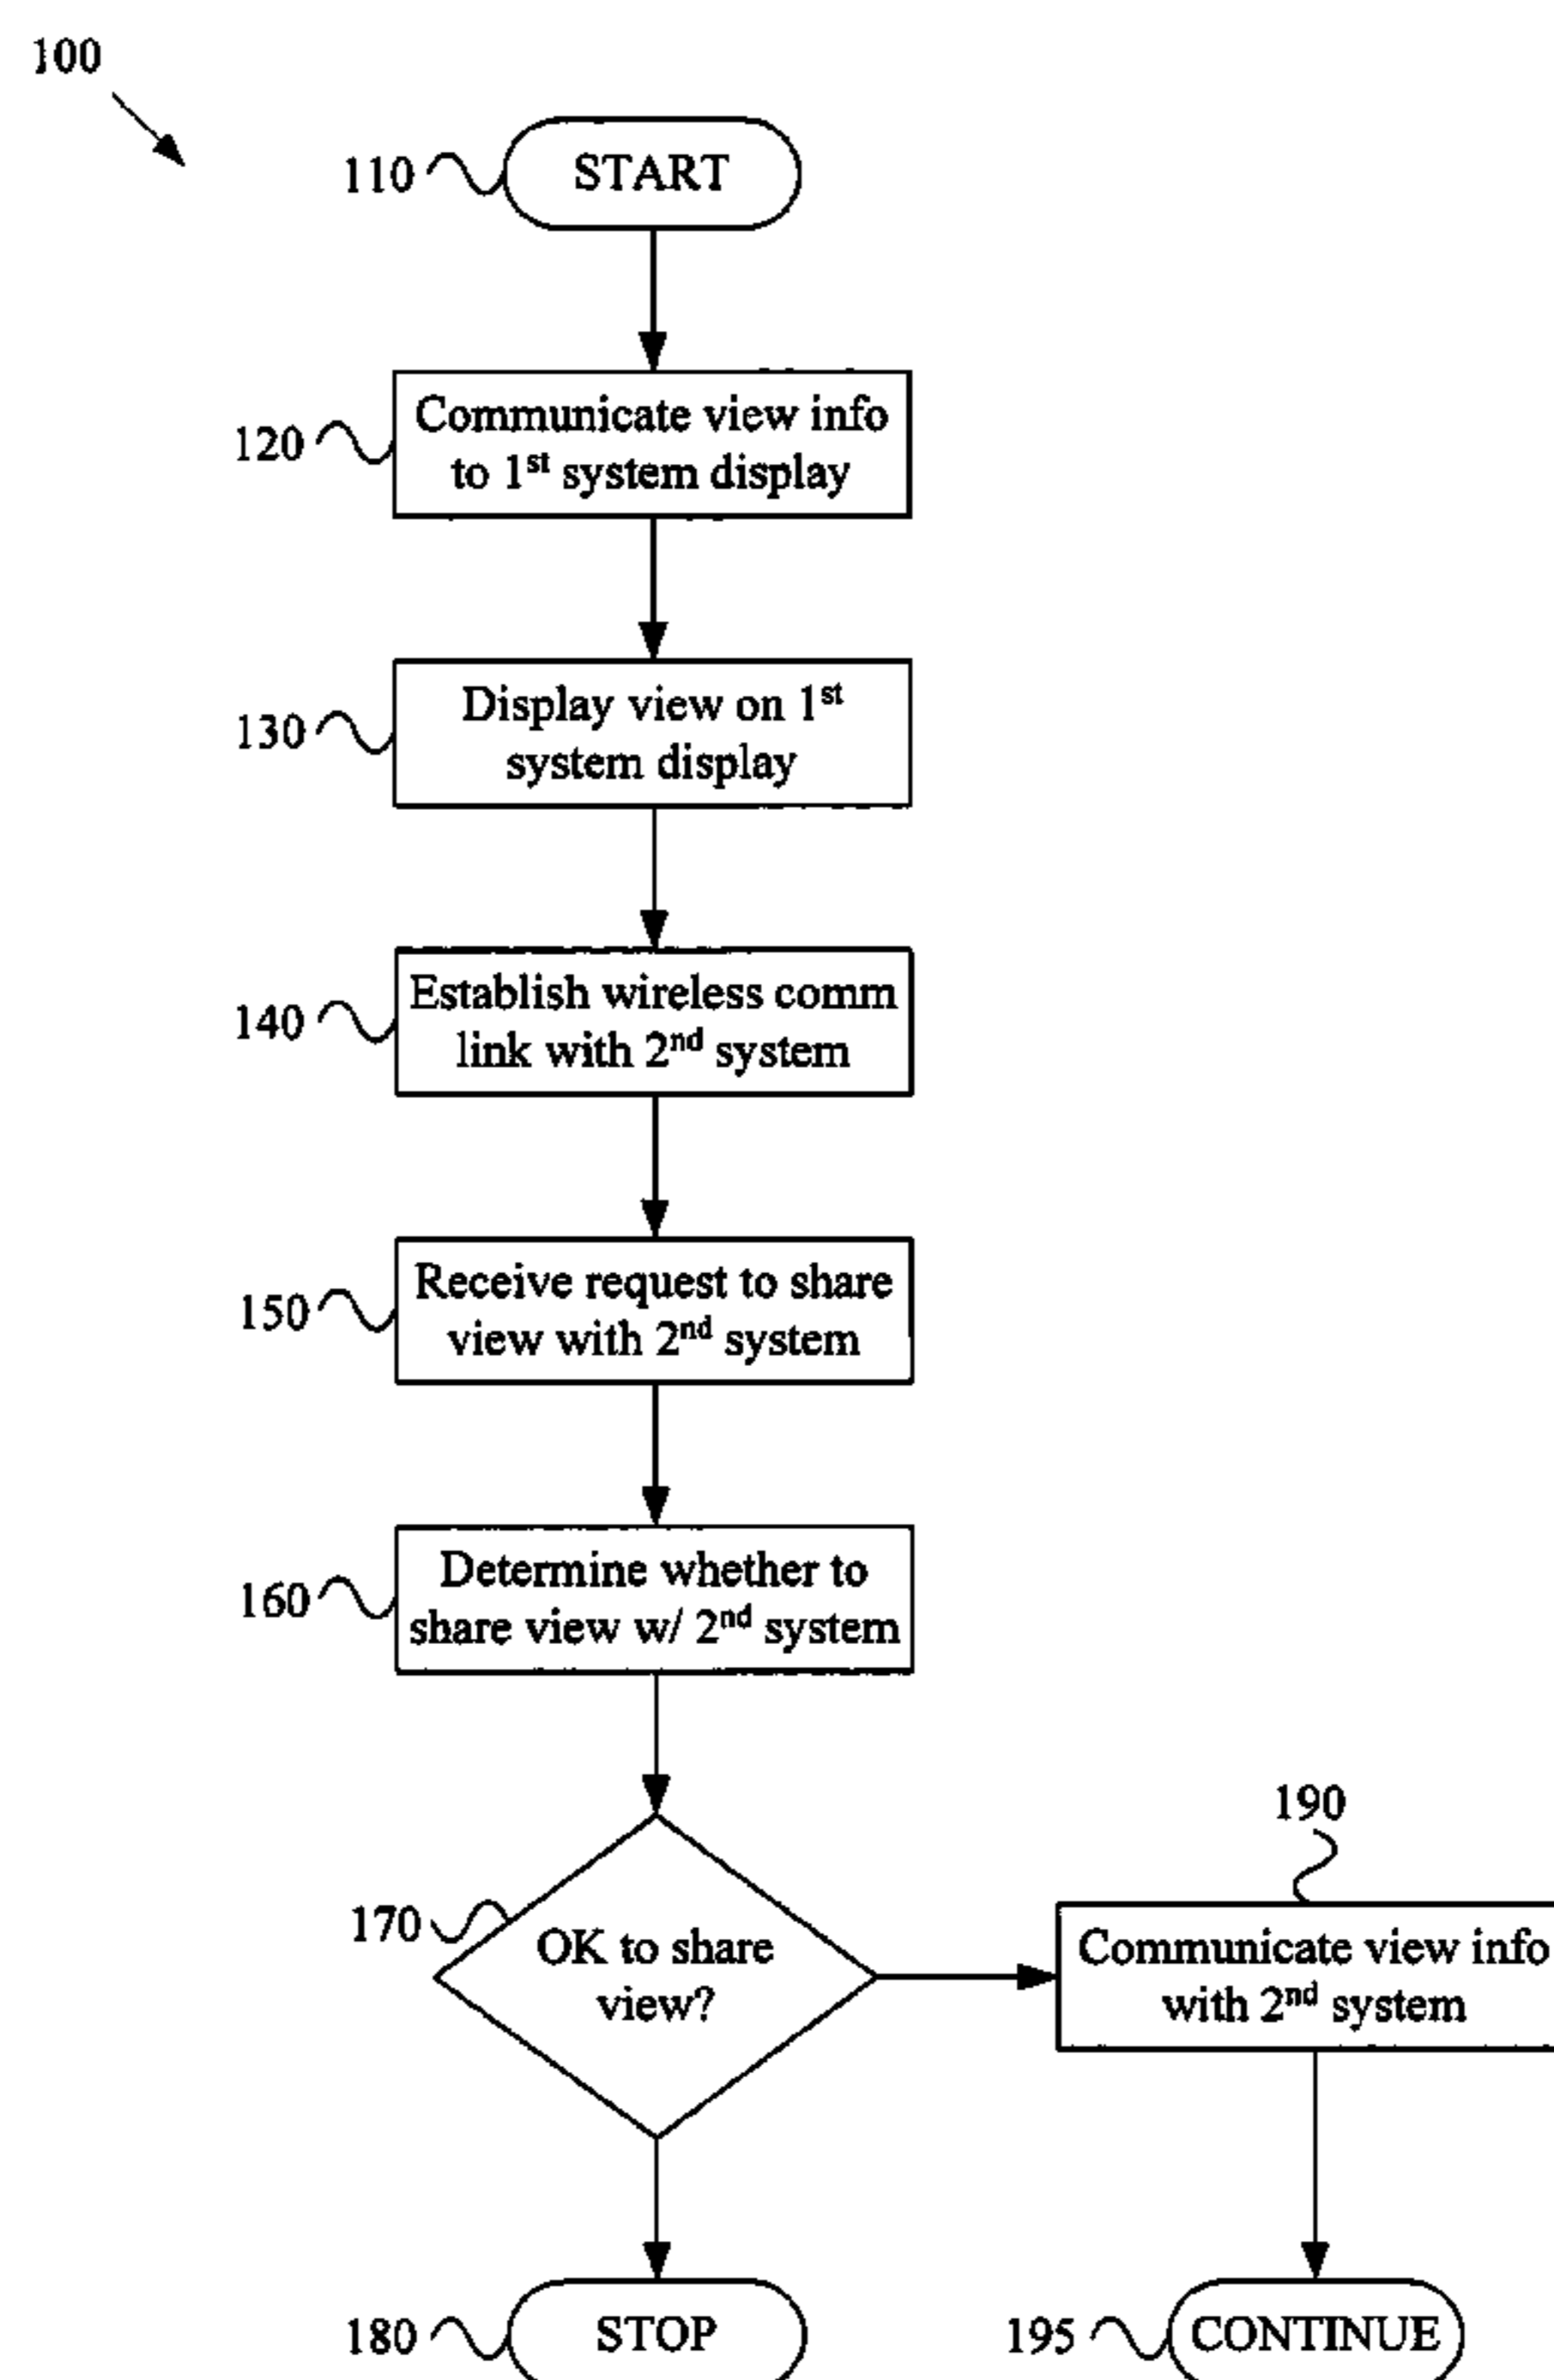 100
110
START
120
Communicate view info
to 1st system display
130
Display view on 1st
system display
140
Establish wireless comm
link with 2nd system
150
Receive request to share
view with 2nd system
160
Determine whether to
share view w/ 2nd system
170
OK to share
view?
190
Communicate view info
with 2nd system
180
STOP
195
CONTINUE